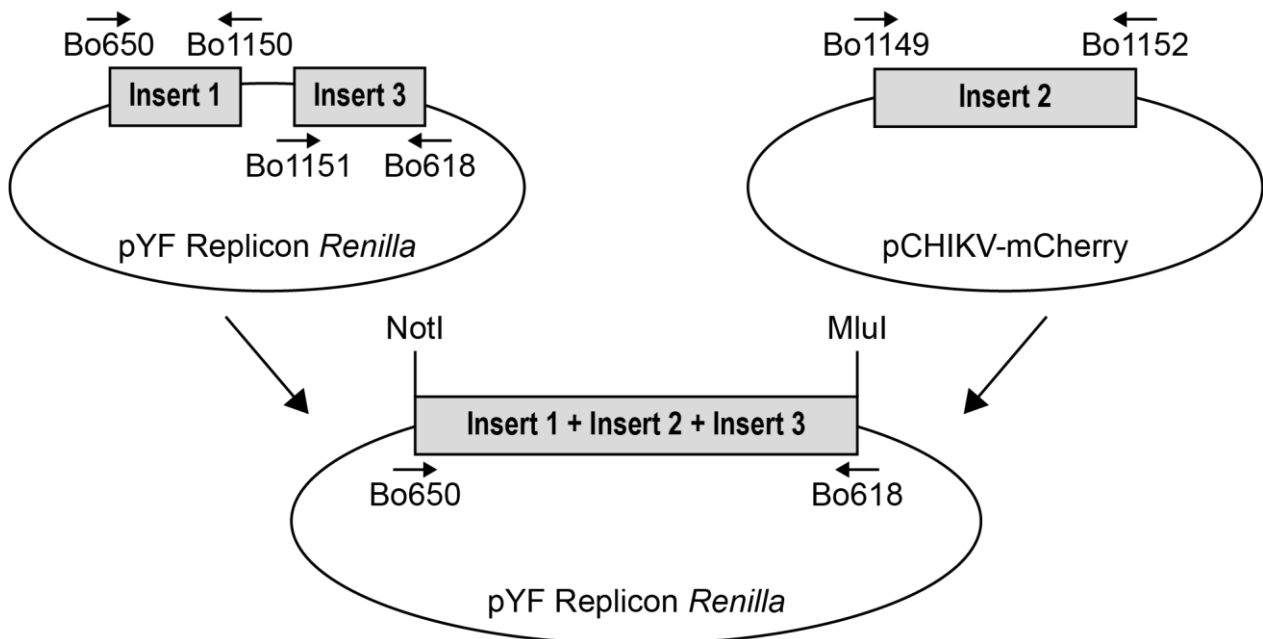 Bo650 Bo1150
Insert 1 Insert 3
Bo1151 Bo618
pYF Replicon Renilla
Bo1149 Bo1152
Insert 2
pCHIKV-mCherry
NotI MluI
Insert 1 + Insert 2 + Insert 3
Bo650 Bo618
pYF Replicon Renilla